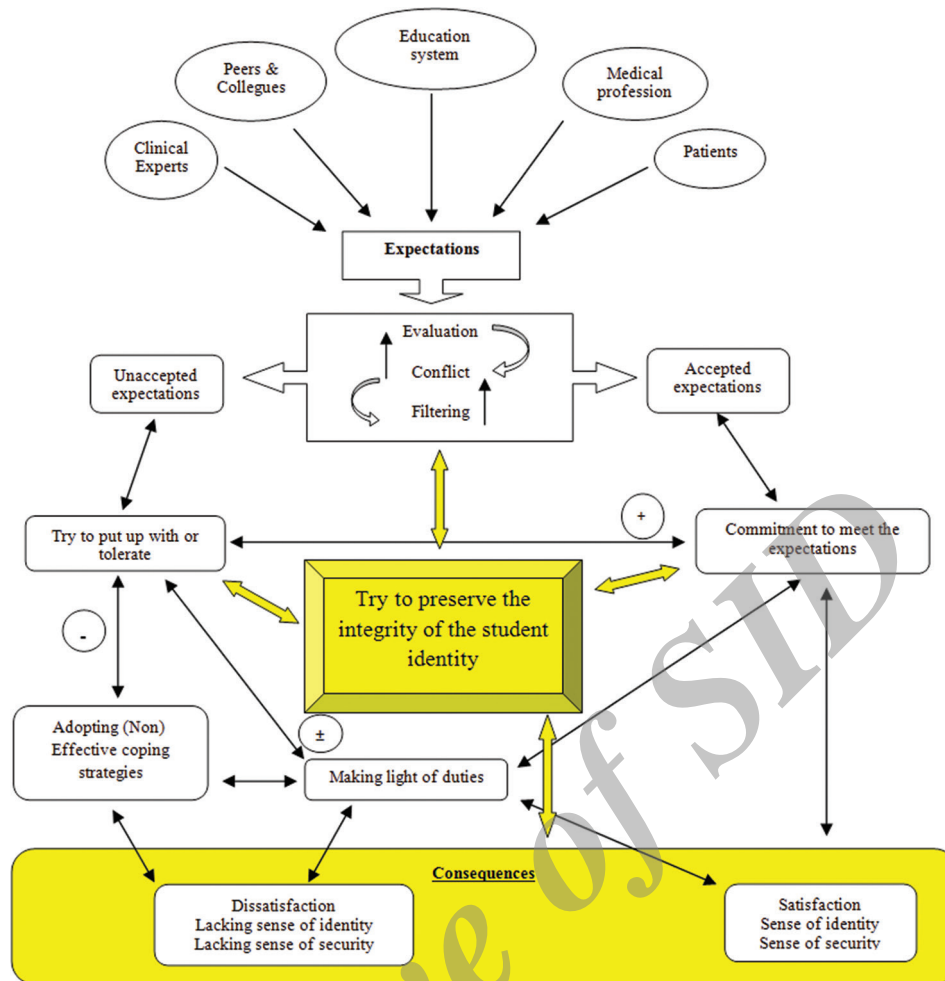 Education
system
Peers &
Collegues
Medical
profession
Clinical
Experts
Patients
Expectations
Evaluation
Conflict
Filtering
Unaccepted
expectations
Accepted
expectations
+
Try to put up with or
tolerate
Commitment to meet the
expectations
Try to preserve the
integrity of the student
identity
-
±
Adopting (Non)
Effective coping
strategies
Making light of duties
Consequences
Dissatisfaction
Lacking sense of identity
Lacking sense of security
Satisfaction
Sense of identity
Sense of security
of SID